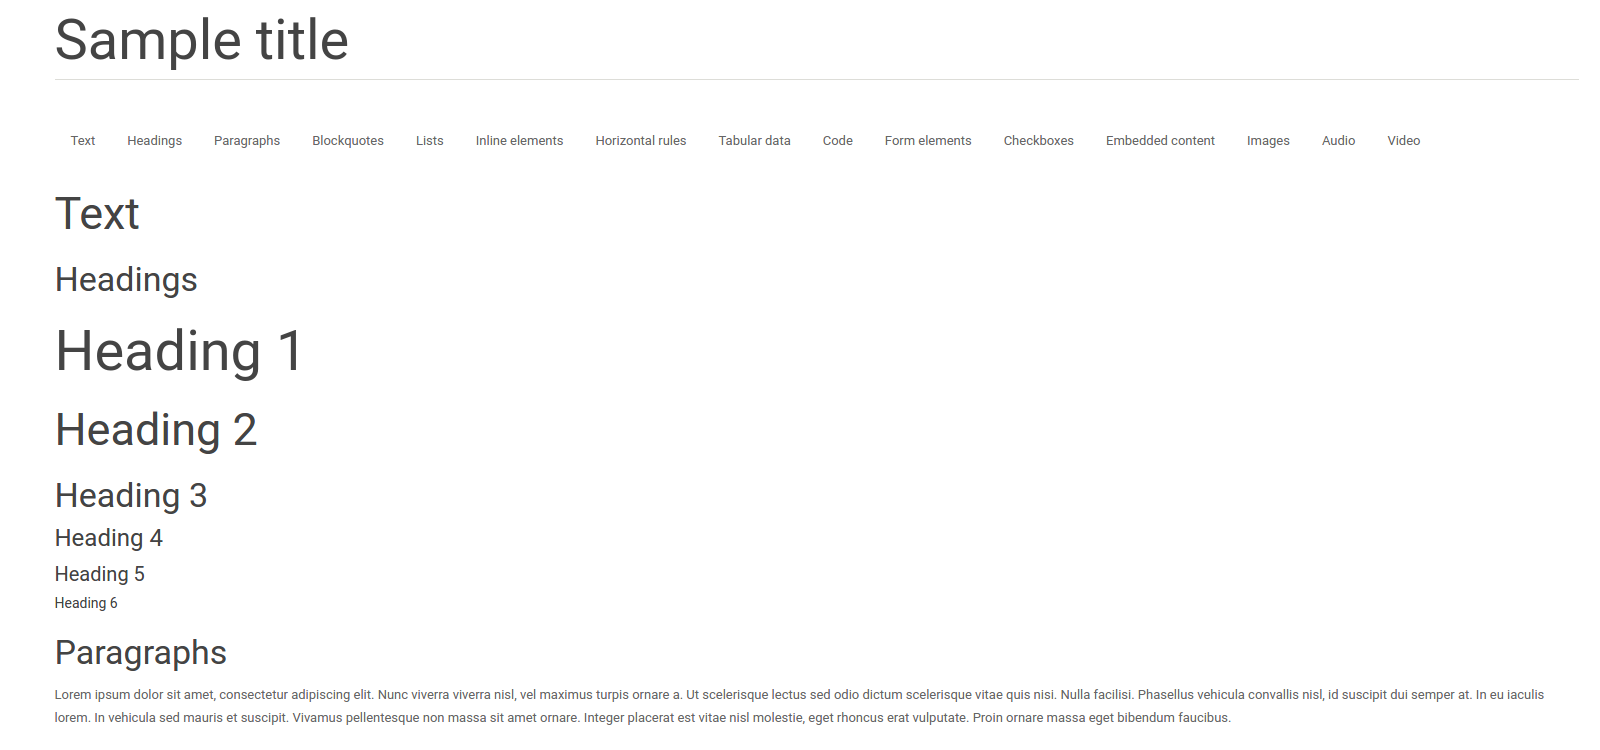 Sample title
Text Headings Paragraphs Blockquotes Lists Inline elements Horizontal rules Tabular data Code Form elements Checkboxes Embedded content Images Audio Video
Text
Headings
Heading 1
Heading 2
Heading 3
Heading 4
Heading 5
Heading 6
Paragraphs
Lorem ipsum dolor sit amet, consectetur adipiscing elit. Nunc viverra viverra nisl, vel maximus turpis ornare a. Ut scelerisque lectus sed odio dictum scelerisque vitae quis nisi. Nulla facilisi. Phasellus vehicula convallis nisl, id suscipit dui semper at. In eu iaculis
lorem. In vehicula sed mauris et suscipit. Vivamus pellentesque non massa sit amet ornare. Integer placerat est vitae nisl molestie, eget rhoncus erat vulputate. Proin ornare massa eget bibendum faucibus.